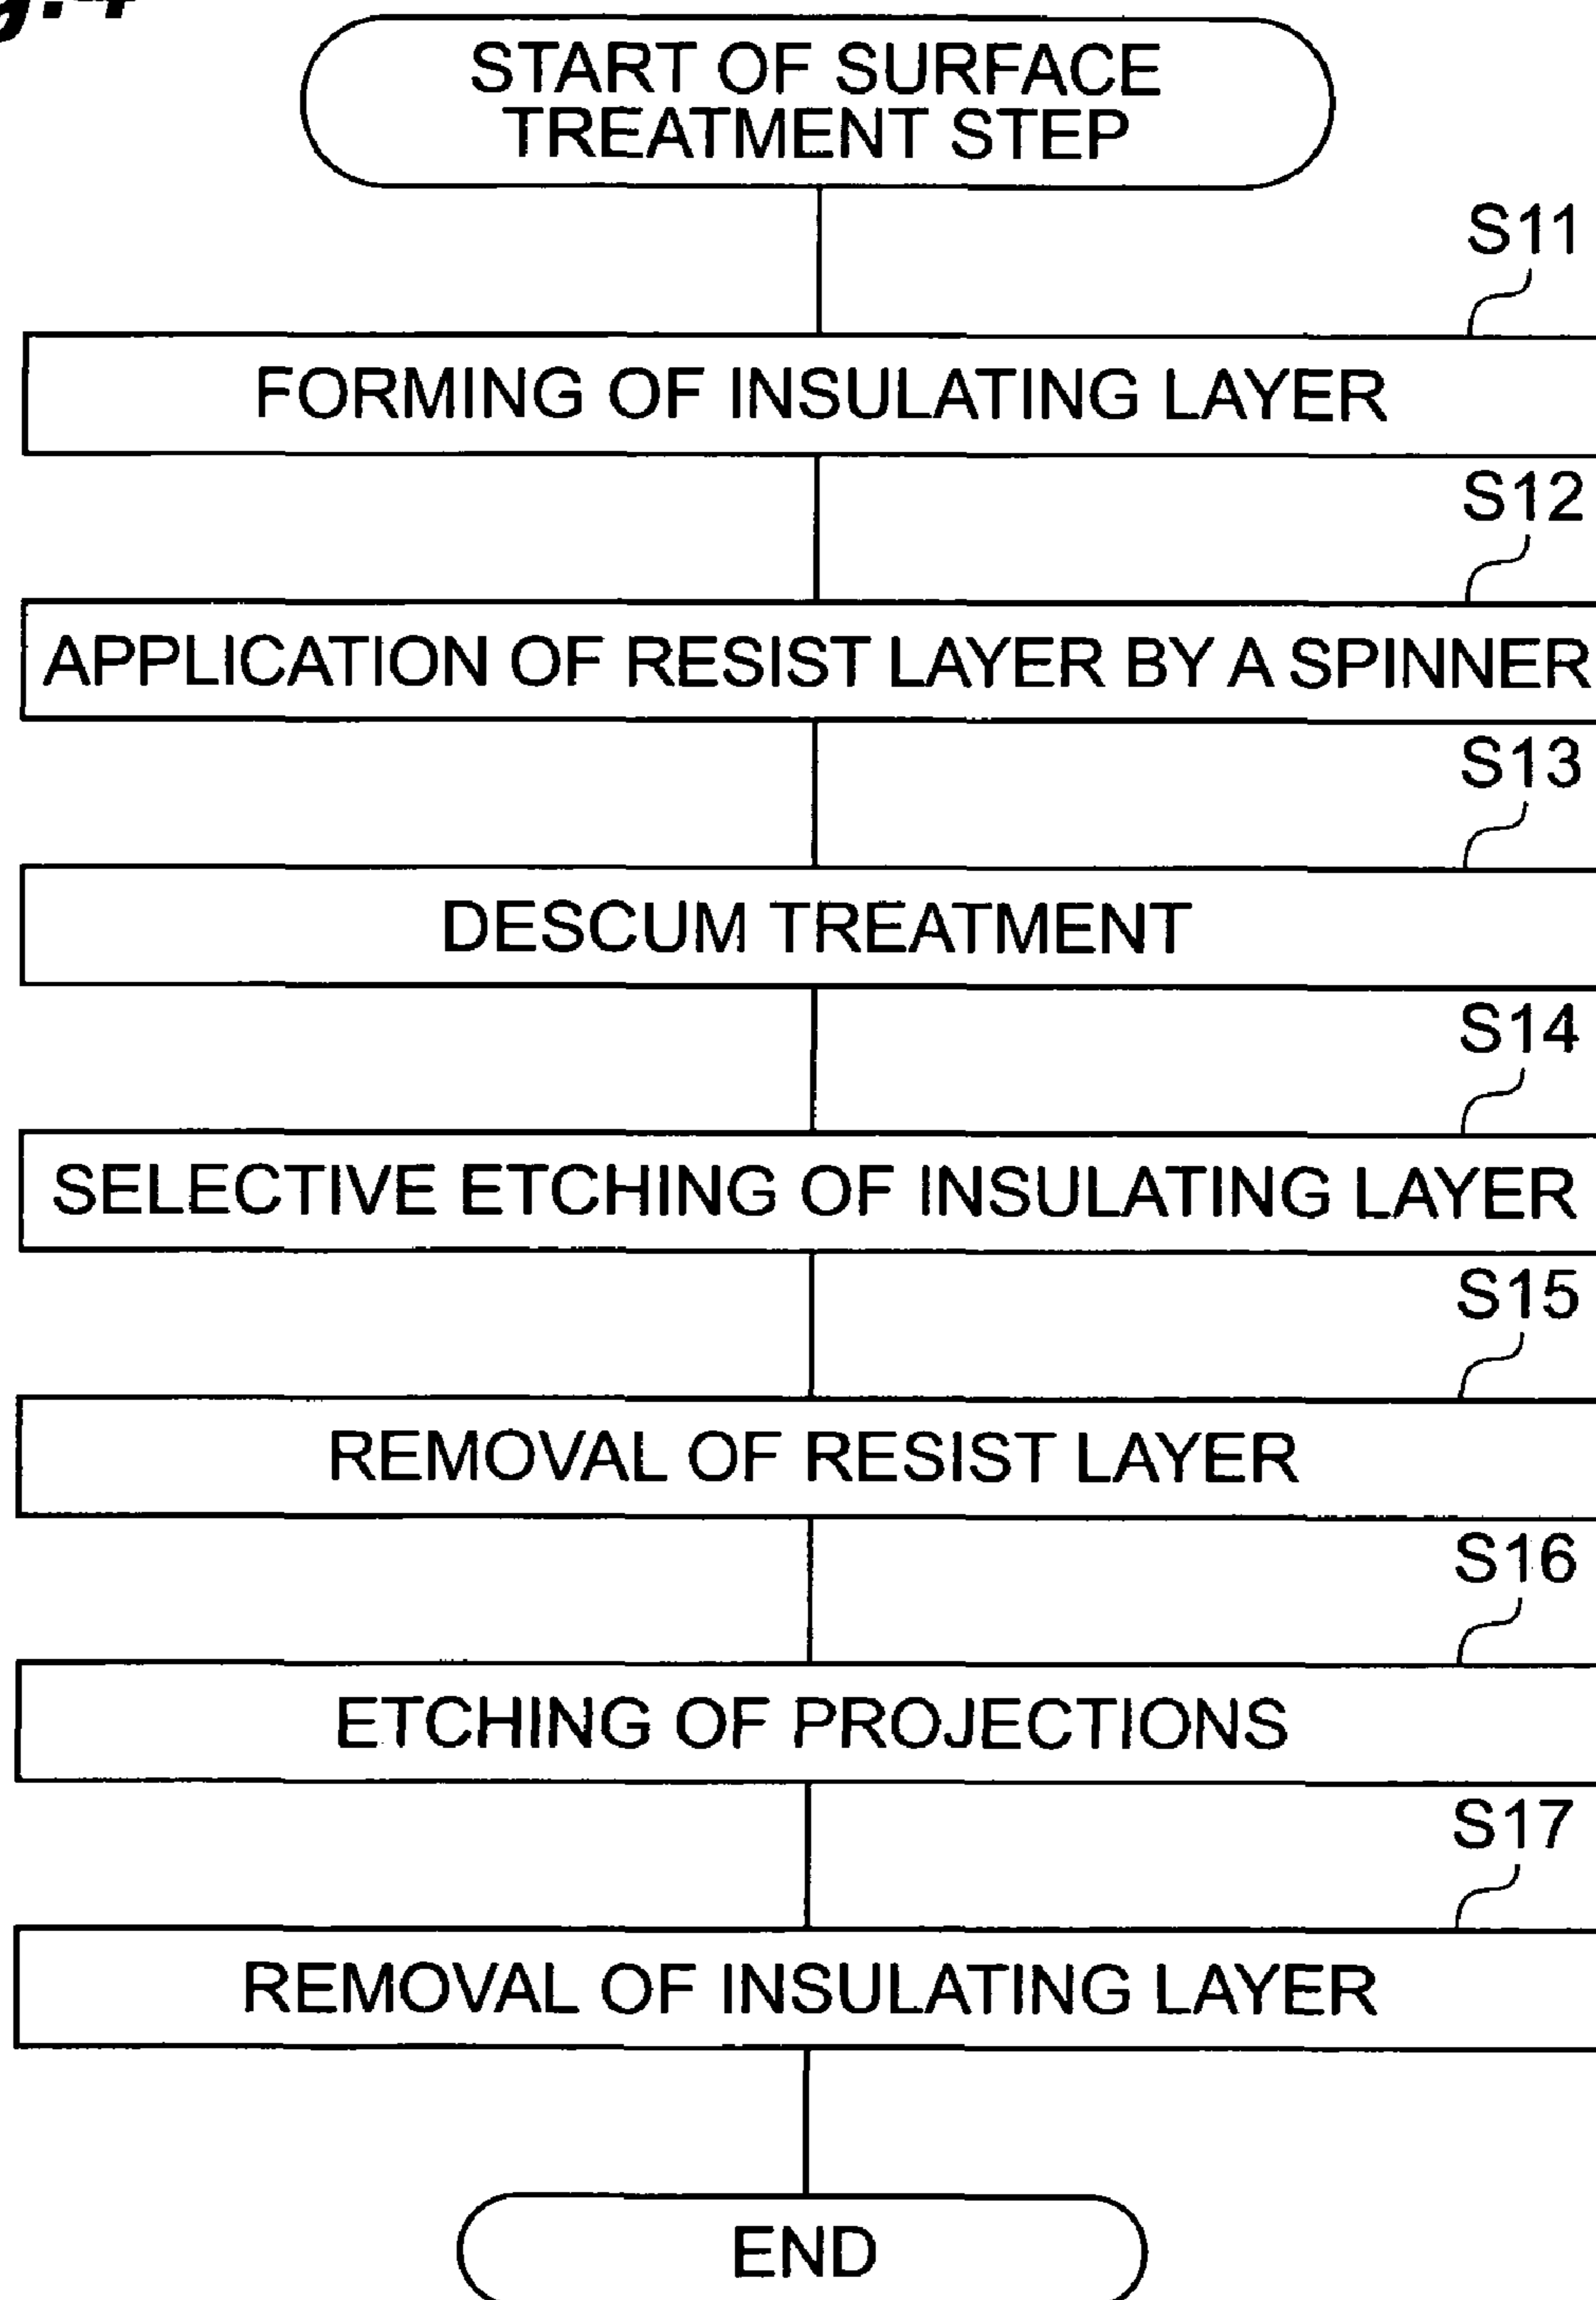 START OF SURFACE
TREATMENT STEP
S11
FORMING OF INSULATING LAYER
S12
APPLICATION OF RESIST LAYER BY A SPINNER
S13
DESCUM TREATMENT
S14
SELECTIVE ETCHING OF INSULATING LAYER
S15
REMOVAL OF RESIST LAYER
S16
ETCHING OF PROJECTIONS
S17
REMOVAL OF INSULATING LAYER
END